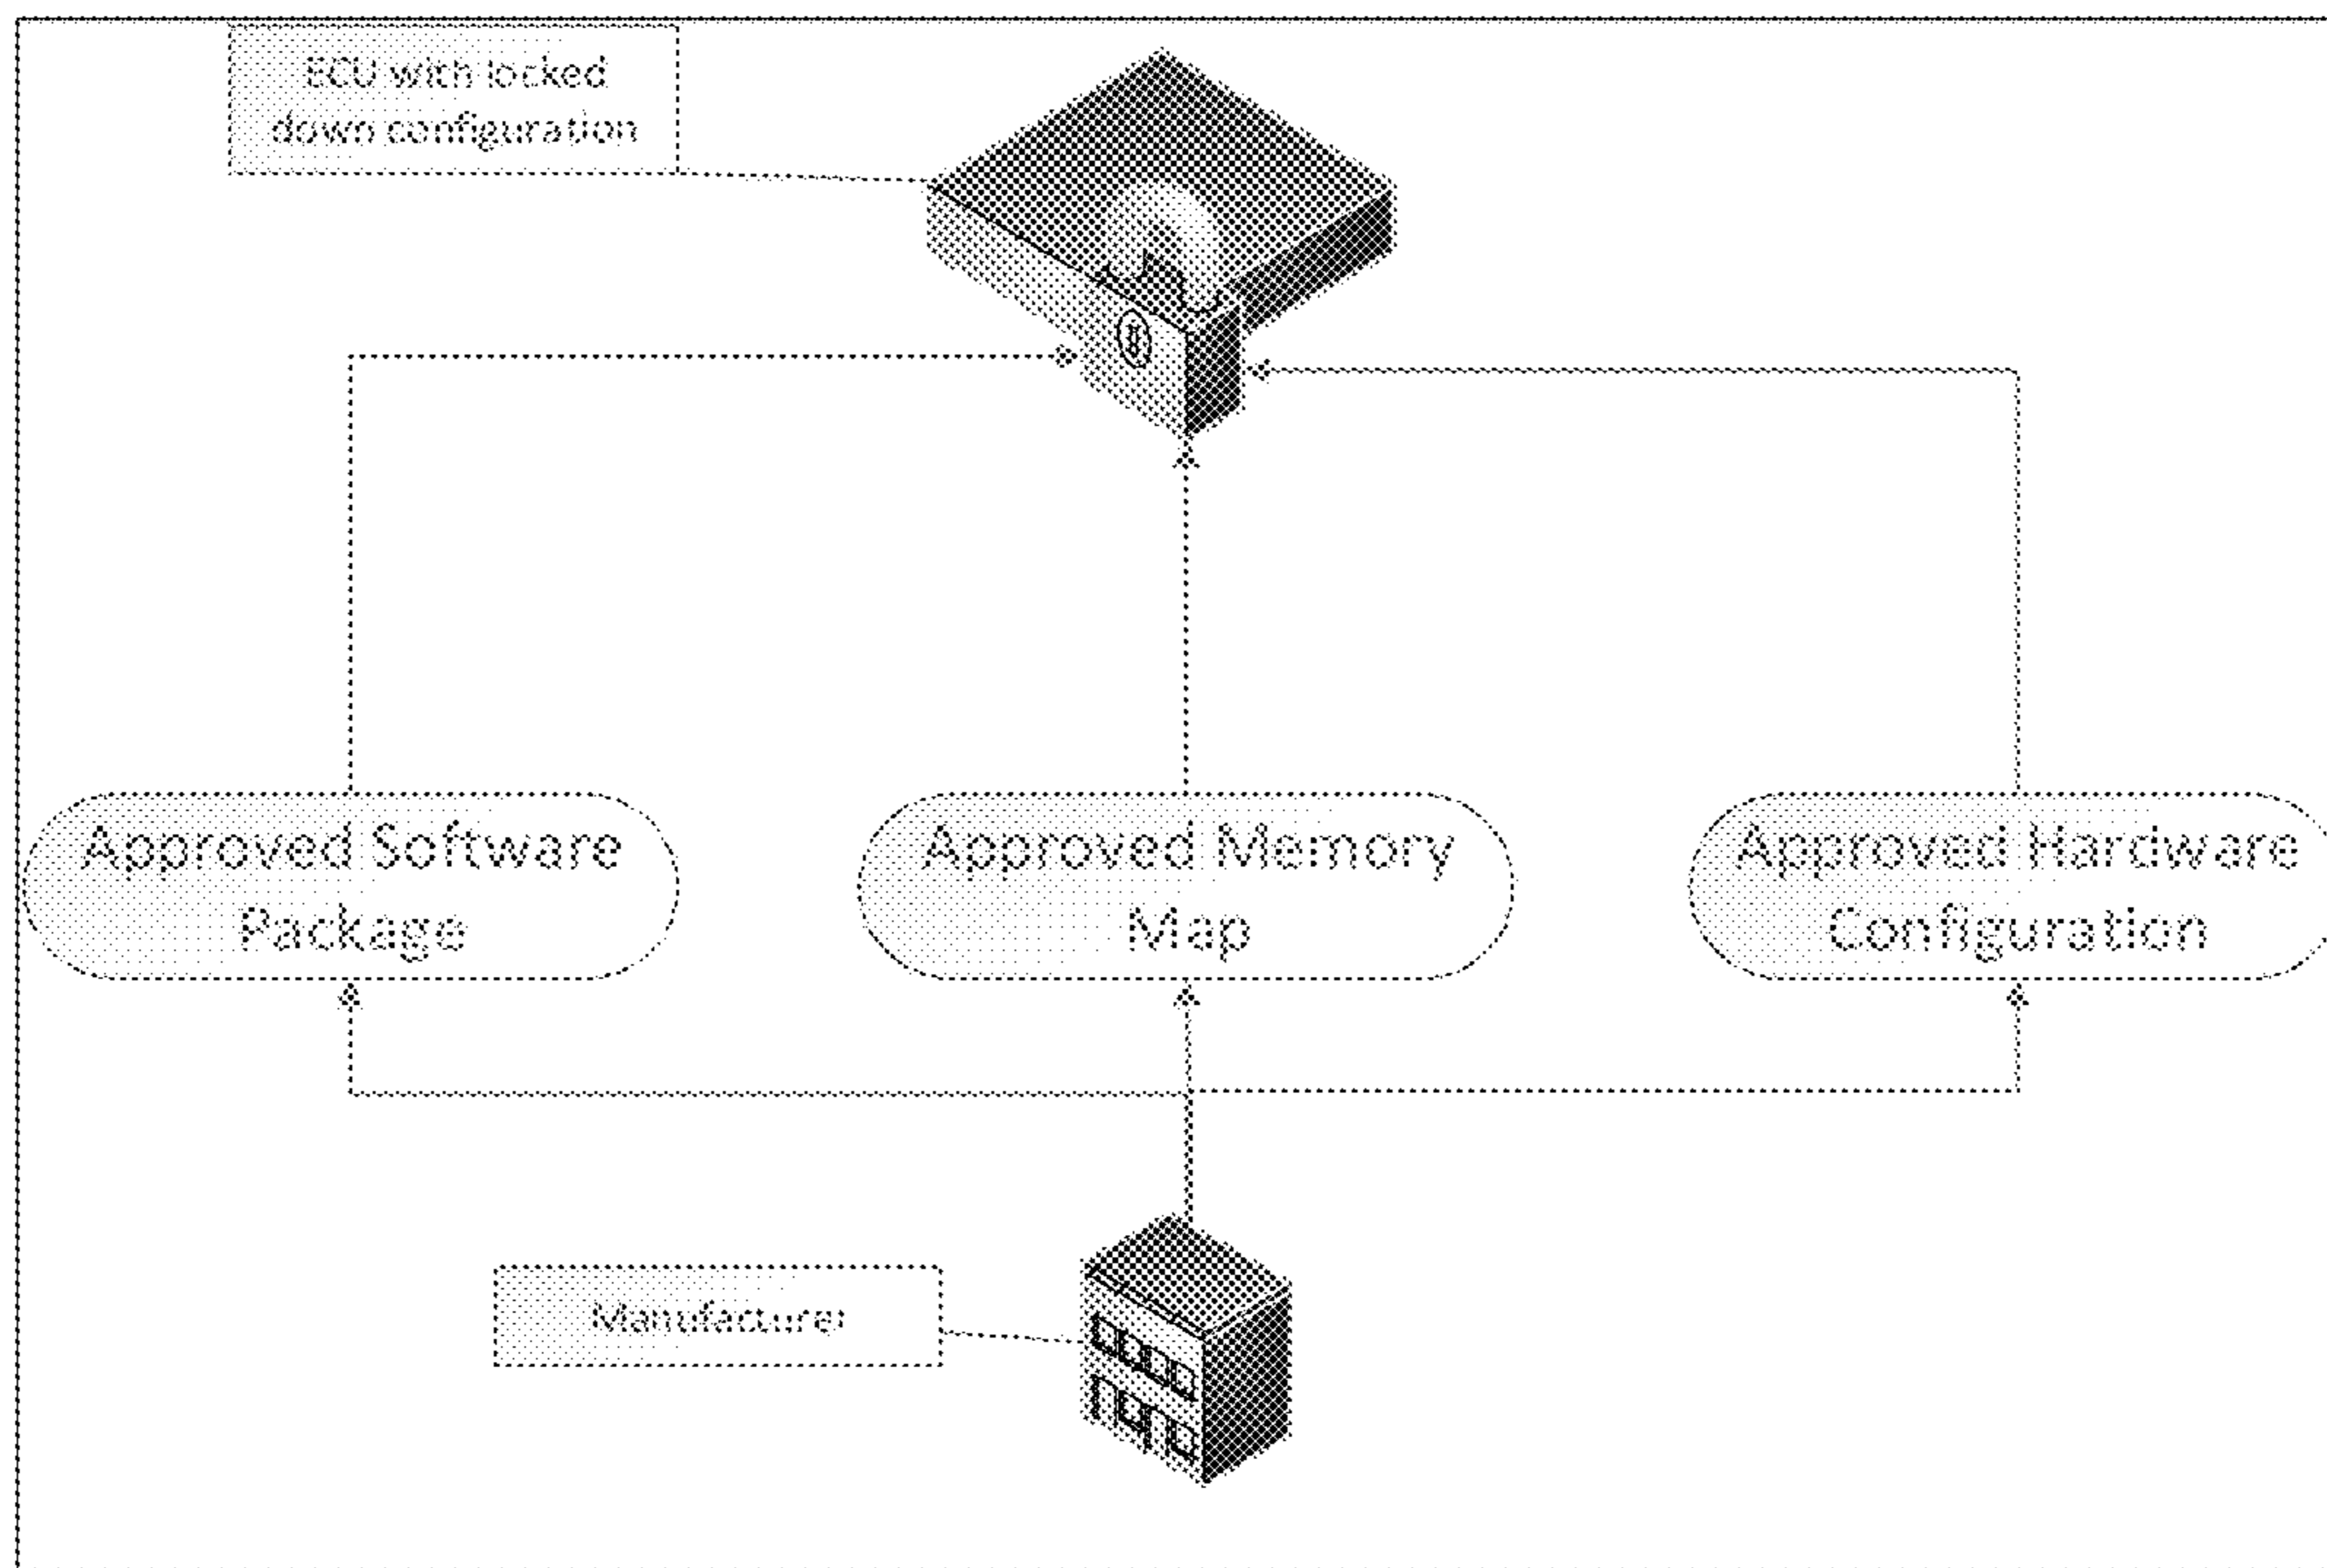 ECU with locked
down configuration
Approved Software
Package
Approved Memory
Map
Approved Hardware
Configuration
Manufacturer